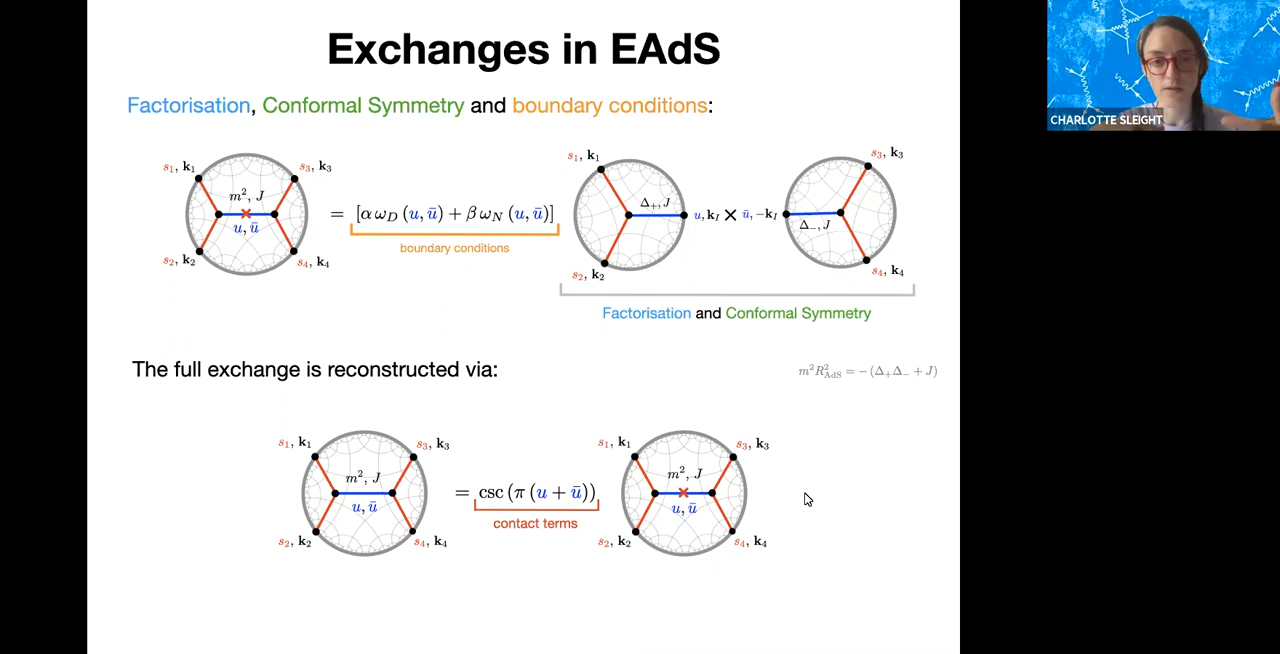 Exchanges in EAdS
CHARLOTTE SLEIGHT
Factorisation, Conformal Symmetry and boundary conditions:
s₁, k₁
s₃, k₃
m², J
u, ū
s₂, k₂
s₄, k₄
= [α ω_D (u, ū) + β ω_N (u, ū)]
boundary conditions
s₁, k₁
Δ₊, J
s₂, k₂
u, k_I × ū, −k_I
s₃, k₃
Δ₋, J
s₄, k₄
Factorisation and Conformal Symmetry
The full exchange is reconstructed via:
m²R²_AdS = − (Δ₊Δ₋ + J)
s₁, k₁
s₃, k₃
m², J
u, ū
s₂, k₂
s₄, k₄
= csc (π (u + ū))
contact terms
s₁, k₁
s₃, k₃
m², J
u, ū
s₂, k₂
s₄, k₄